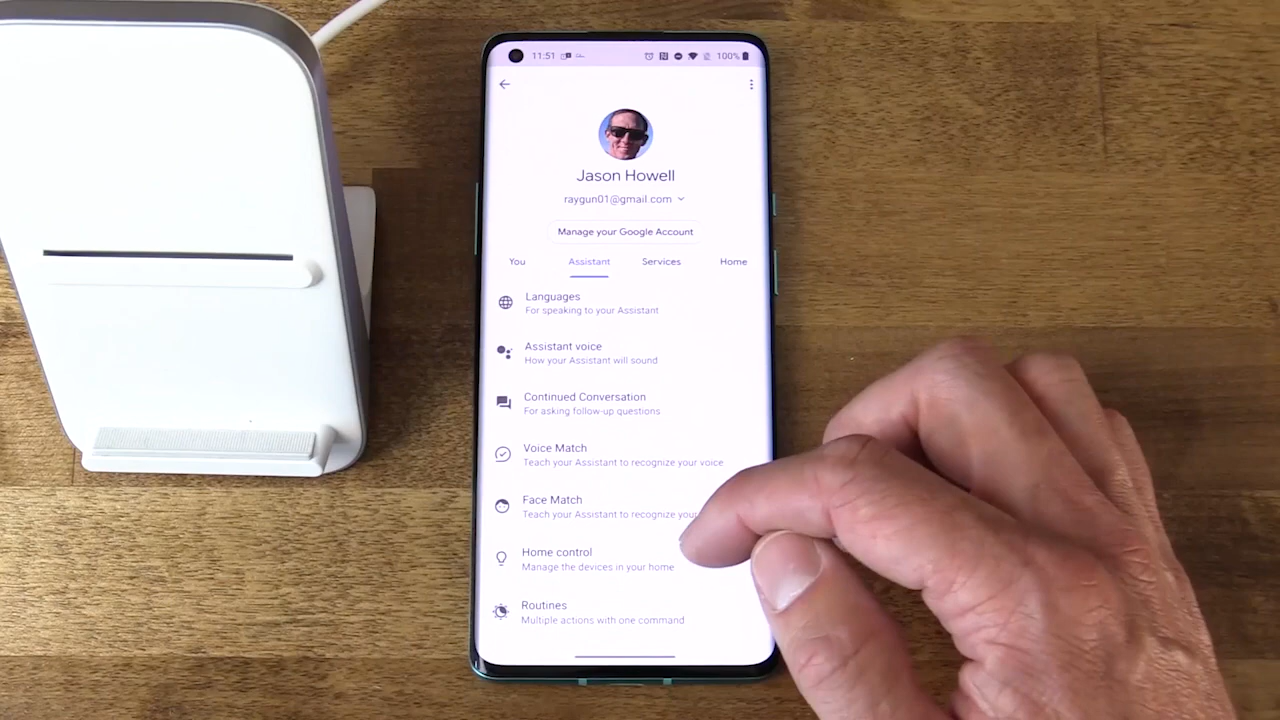 11:51 100%
Jason Howell
raygun01@gmail.com
Manage your Google Account
You Assistant Services Home
Languages
For speaking to your Assistant
Assistant voice
How your Assistant will sound
Continued Conversation
For asking follow-up questions
Voice Match
Teach your Assistant to recognize your voice
Face Match
Teach your Assistant to recognize your
Home control
Manage the devices in your home
Routines
Multiple actions with one command